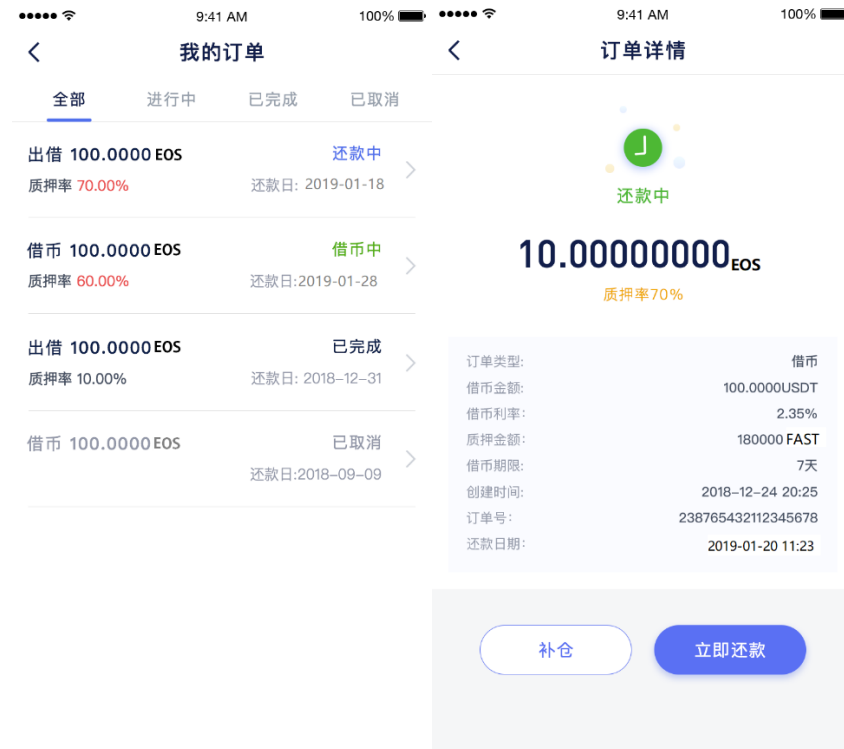 9:41 AM 100%
我的订单
全部 进行中 已完成 已取消
出借 100.0000 EOS 还款中
质押率 70.00% 还款日: 2019-01-18
借币 100.0000 EOS 借币中
质押率 60.00% 还款日:2019-01-28
出借 100.0000 EOS 已完成
质押率 10.00% 还款日: 2018-12-31
借币 100.0000 EOS 已取消
还款日:2018-09-09
9:41 AM 100%
订单详情
还款中
10.00000000 EOS
质押率70%
订单类型: 借币
借币金额: 100.0000USDT
借币利率: 2.35%
质押金额: 180000 FAST
借币期限: 7天
创建时间: 2018-12-24 20:25
订单号: 238765432112345678
还款日期: 2019-01-20 11:23
补仓 立即还款